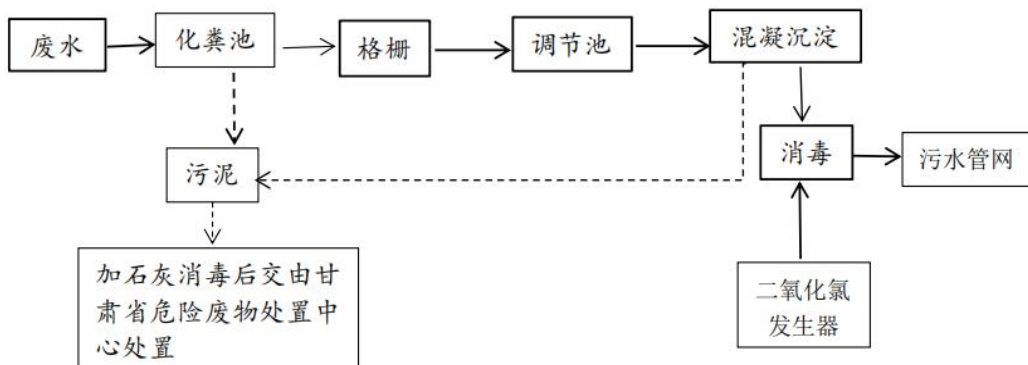 废水
化粪池
格栅
调节池
混凝沉淀
消毒
污水管网
污泥
加石灰消毒后交由甘
肃省危险废物处置中
心处置
二氧化氯
发生器